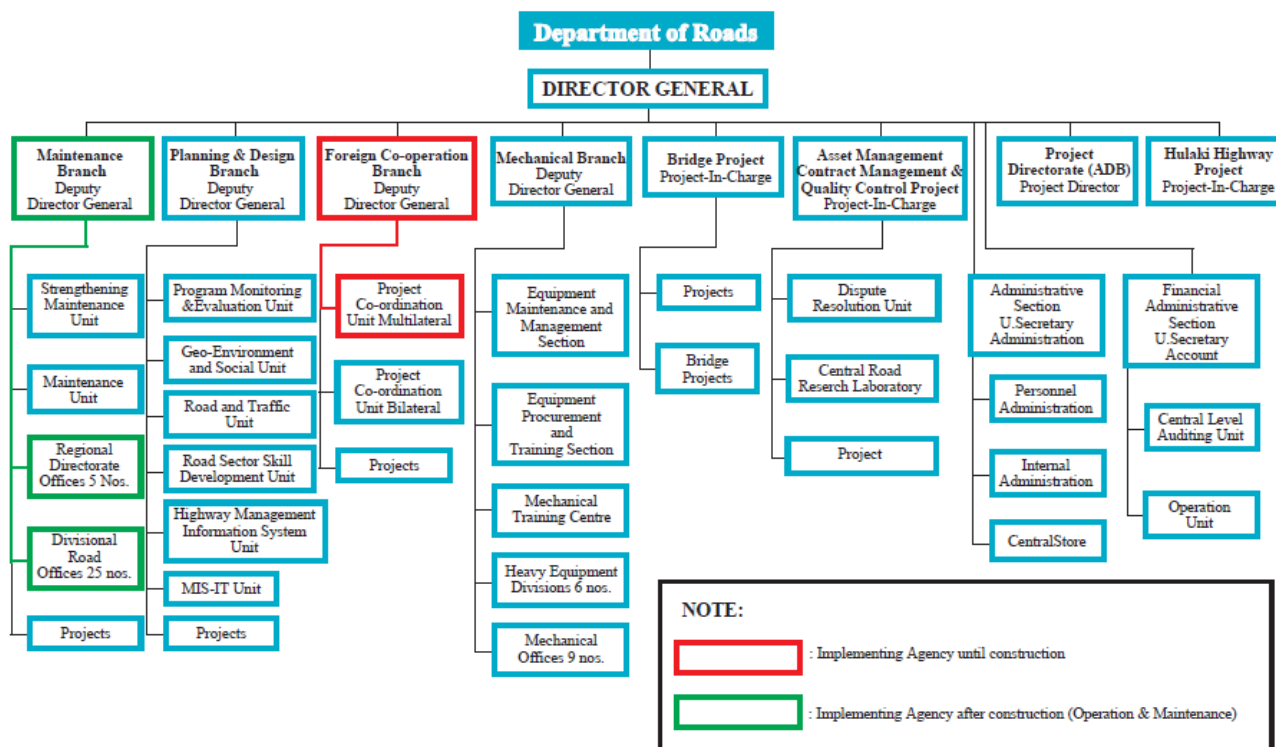 Department of Roads
DIRECTOR GENERAL
Maintenance
Branch
Deputy
Director General
Planning & Design
Branch
Deputy
Director General
Foreign Co-operation
Branch
Deputy
Director General
Mechanical Branch
Deputy
Director General
Bridge Project
Project-In-Charge
Asset Management
Contract Management &
Quality Control Project
Project-In-Charge
Project
Directorate (ADB)
Project Director
Hulaki Highway
Project
Project-In-Charge
Strengthening
Maintenance
Unit
Maintenance
Unit
Regional
Directorate
Offices 5 Nos.
Divisional
Road
Offices 25 nos.
Projects
Program Monitoring
&Evaluation Unit
Geo-Environment
and Social Unit
Road and Traffic
Unit
Road Sector Skill
Development Unit
Highway Management
Information System
Unit
MIS-IT Unit
Projects
Project
Co-ordination
Unit Multilateral
Project
Co-ordination
Unit Bilateral
Projects
Equipment
Maintenance and
Management
Section
Equipment
Procurement
and
Training Section
Mechanical
Training Centre
Heavy Equipment
Divisions 6 nos.
Mechanical
Offices 9 nos.
Projects
Bridge
Projects
Dispute
Resolution Unit
Central Road
Reserch Laboratory
Project
Administrative
Section
U.Secretary
Administration
Personnel
Administration
Internal
Administration
CentralStore
Financial
Administrative
Section
U.Secretary
Account
Central Level
Auditing Unit
Operation
Unit
NOTE:
: Implementing Agency until construction
: Implementing Agency after construction (Operation & Maintenance)